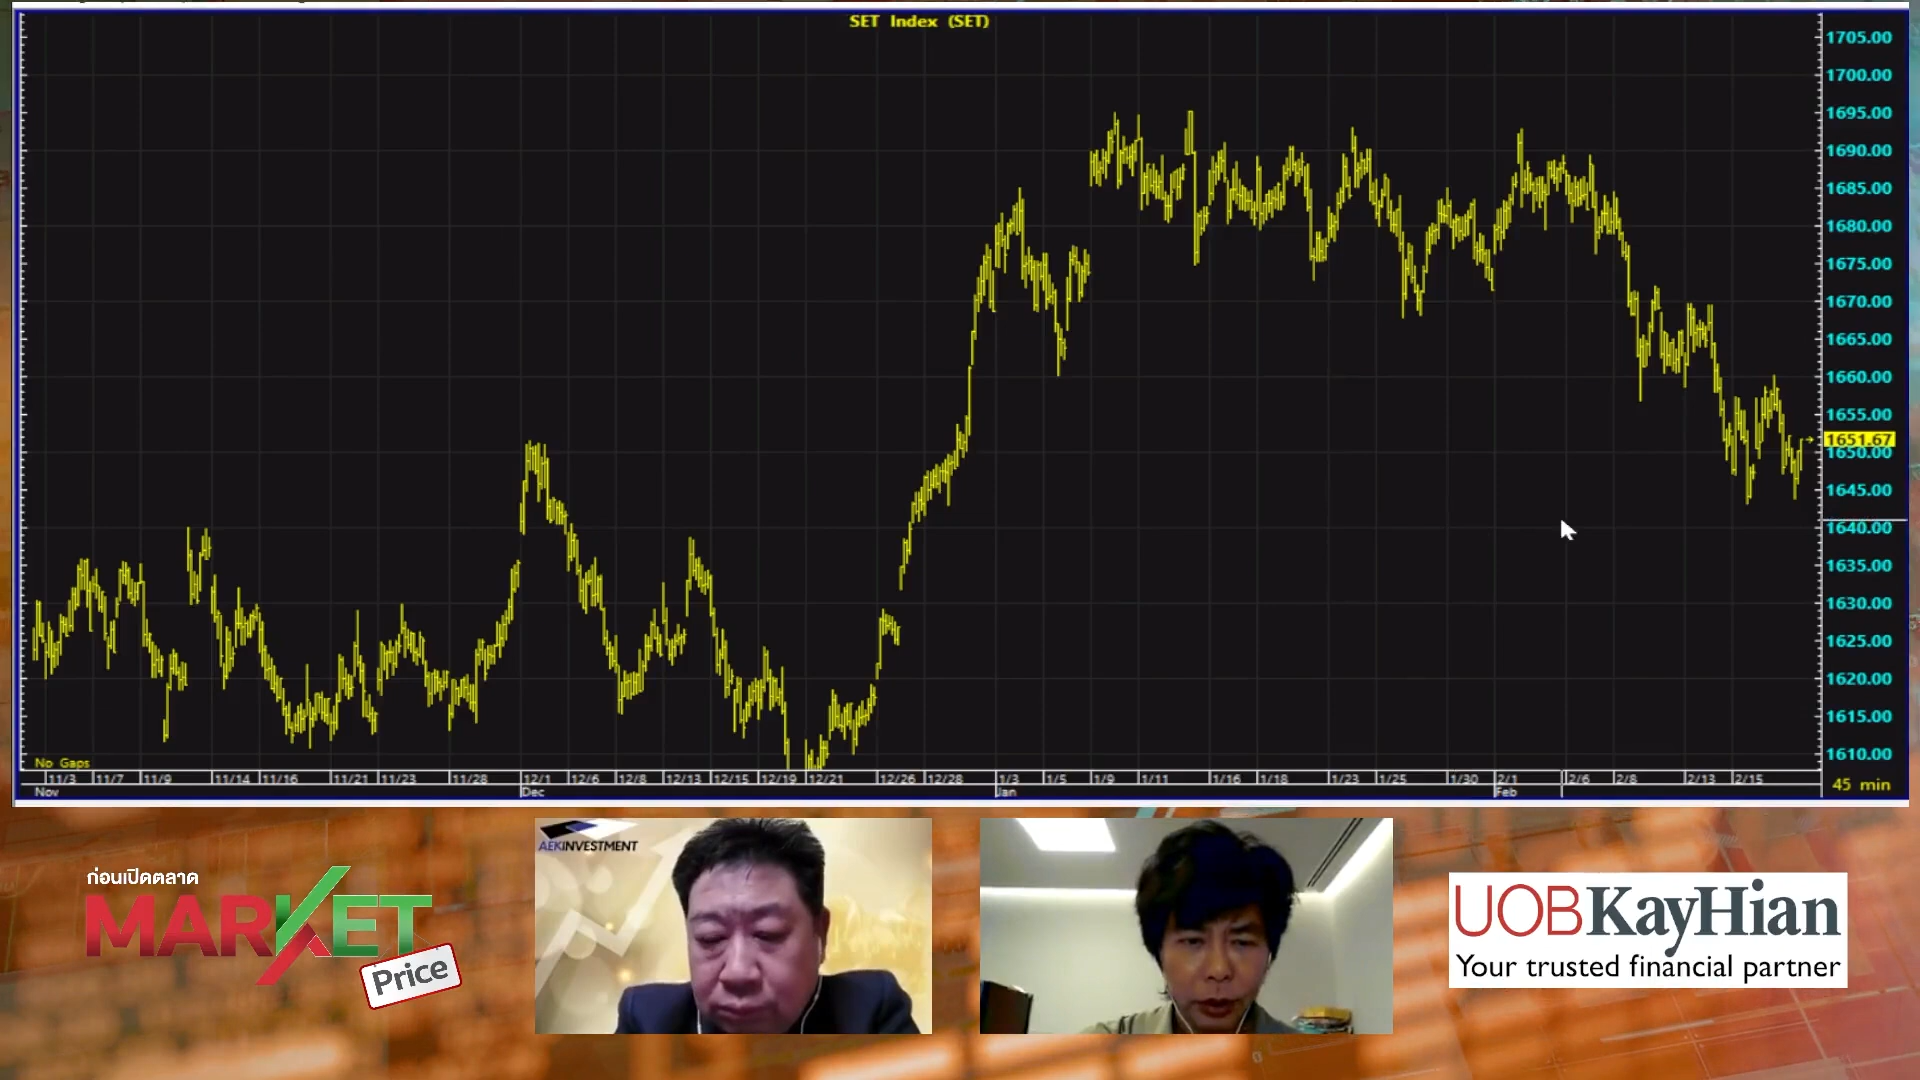 SET Index (SET)
1705.00
1700.00
1695.00
1690.00
1685.00
1680.00
1675.00
1670.00
1665.00
1660.00
1655.00
1651.67
1650.00
1645.00
1640.00
1635.00
1630.00
1625.00
1620.00
1615.00
1610.00
No Gaps
11/3 11/7 11/9 11/14 11/16 11/21 11/23 11/28 12/1 12/6 12/8 12/13 12/15 12/19 12/21 12/26 12/28 1/3 1/5 1/9 1/11 1/16 1/18 1/23 1/25 1/30 2/1 2/6 2/8 2/13 2/15
45 min
Nov Dec Jan Feb
ก่อนเปิดตลาด
MARKET
Price
AEKINVESTMENT
UOBKayHian
Your trusted financial partner